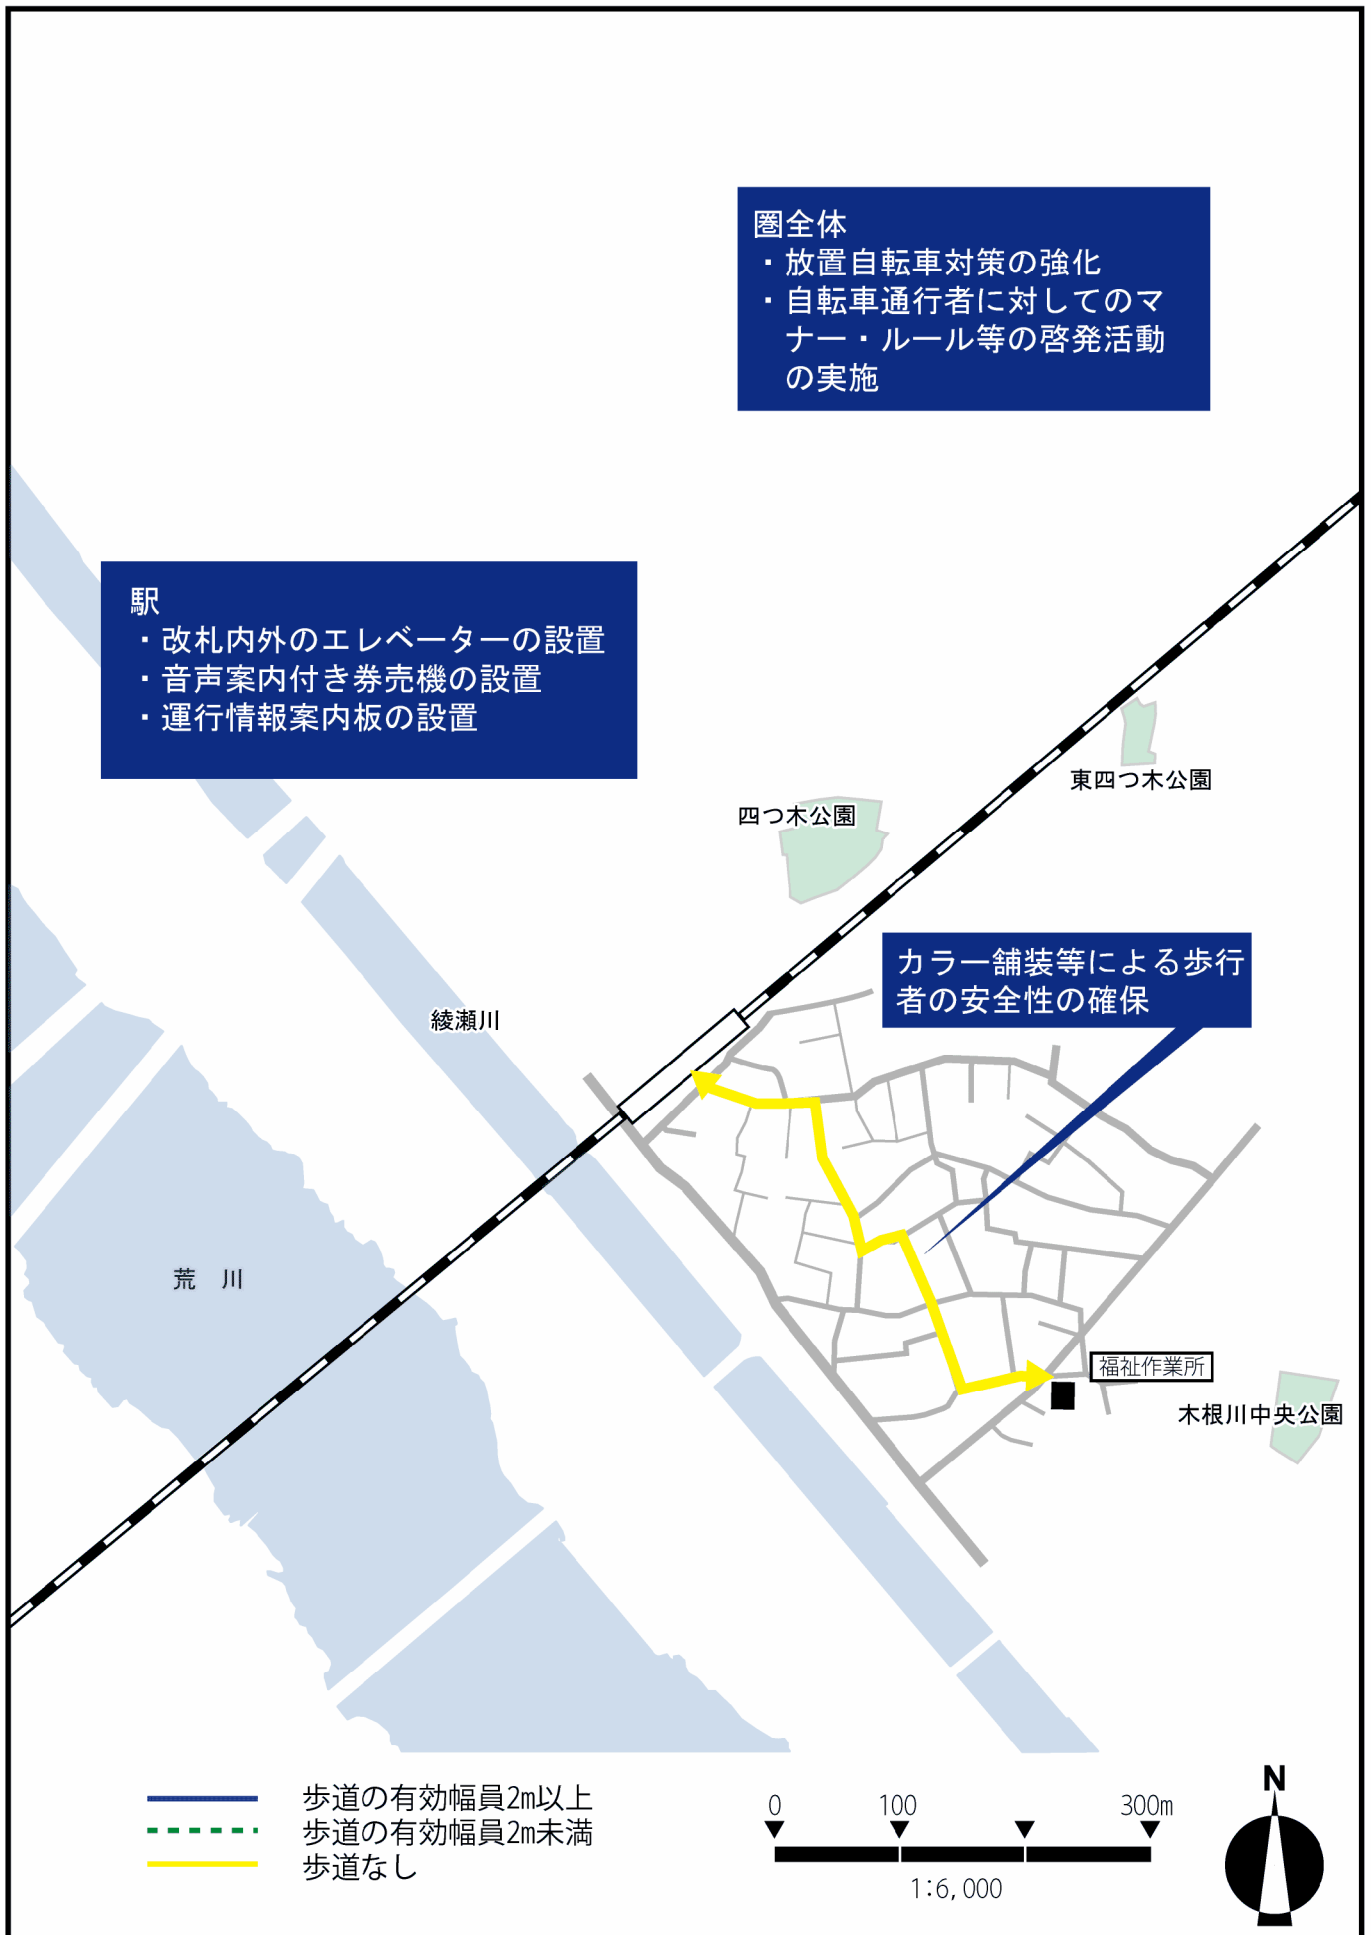 圏全体
・放置自転車対策の強化
・自転車通行者に対してのマ
ナー・ルール等の啓発活動
の実施
駅
・改札内外のエレベーターの設置
・音声案内付き券売機の設置
・運行情報案内板の設置
東四つ木公園
四つ木公園
カラー舗装等による歩行
者の安全性の確保
綾瀬川
荒 川
福祉作業所
木根川中央公園
歩道の有効幅員2m以上
歩道の有効幅員2m未満
歩道なし
0 100 300m
1:6,000
N